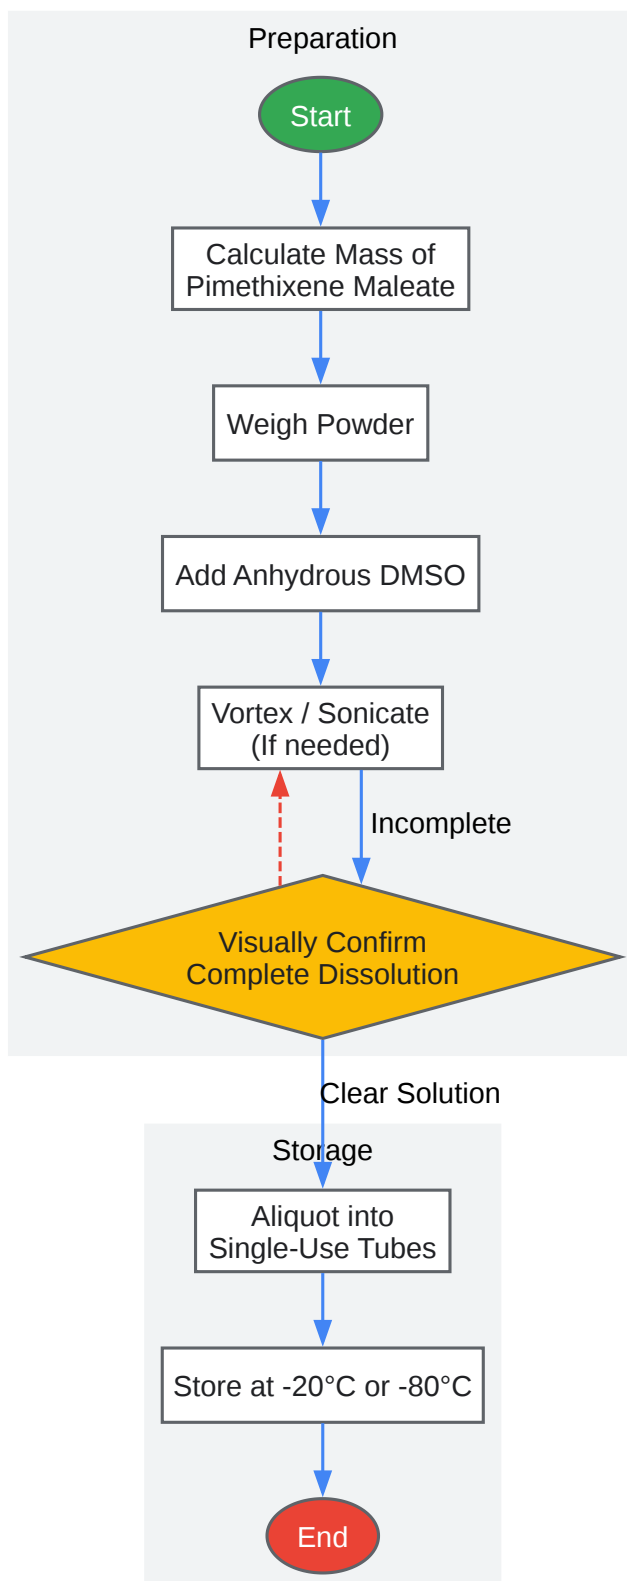 Preparation
Start
Calculate Mass of
Pimethixene Maleate
Weigh Powder
Add Anhydrous DMSO
Vortex / Sonicate
(If needed)
Incomplete
Visually Confirm
Complete Dissolution
Clear Solution
Storage
Aliquot into
Single-Use Tubes
Store at -20°C or -80°C
End